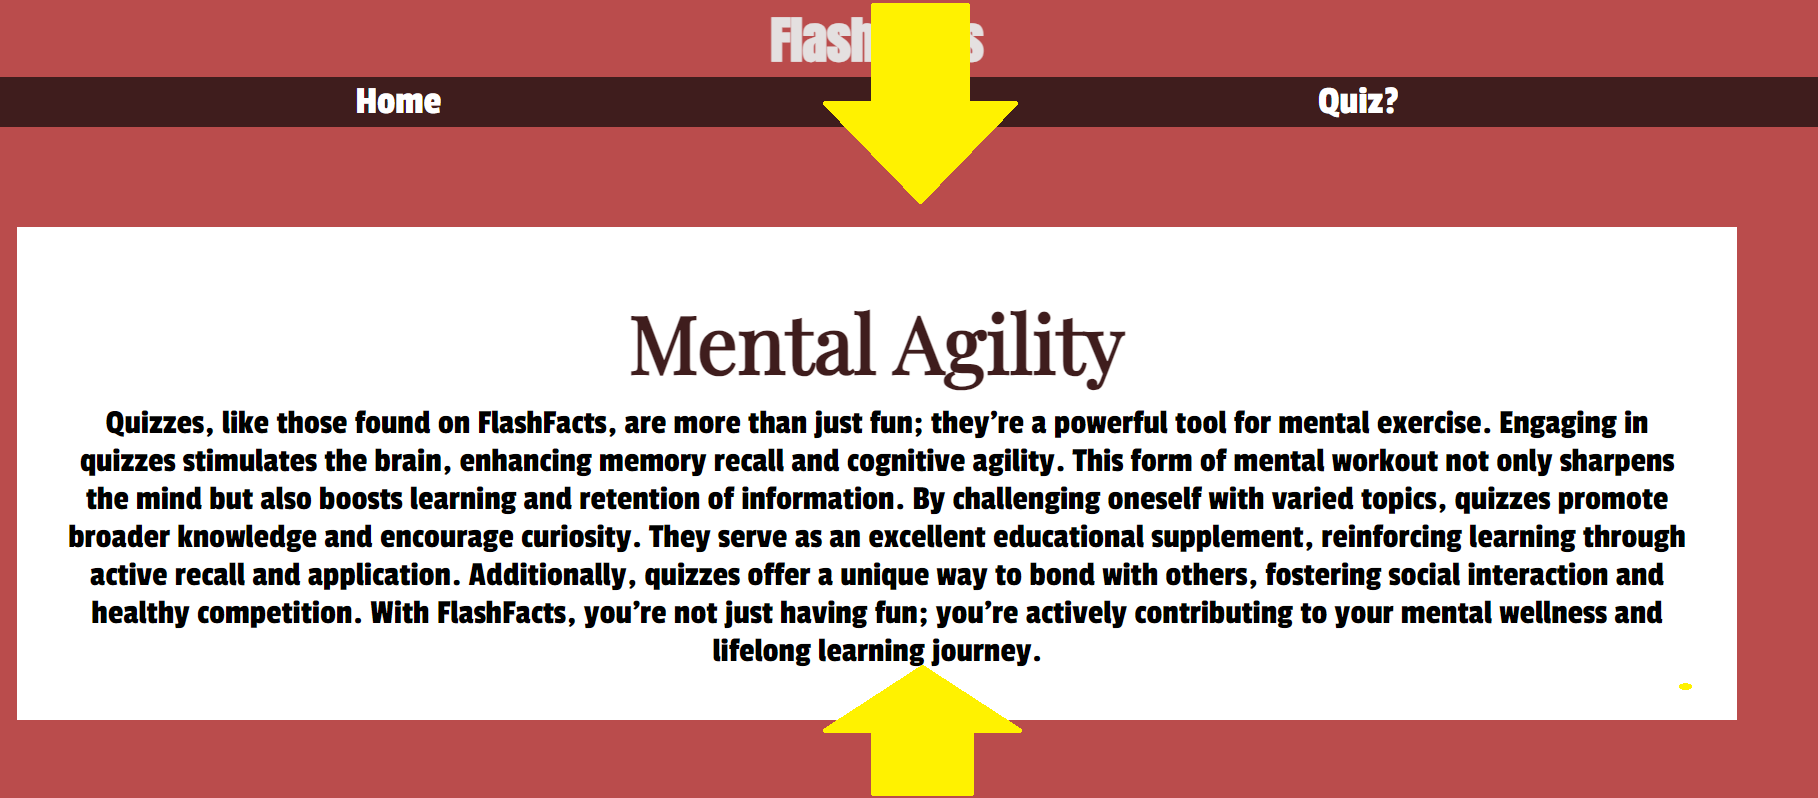 Home Quiz?
Mental Agility
Quizzes, like those found on FlashFacts, are more than just fun; they're a powerful tool for mental exercise. Engaging in
quizzes stimulates the brain, enhancing memory recall and cognitive agility. This form of mental workout not only sharpens
the mind but also boosts learning and retention of information. By challenging oneself with varied topics, quizzes promote
broader knowledge and encourage curiosity. They serve as an excellent educational supplement, reinforcing learning through
active recall and application. Additionally, quizzes offer a unique way to bond with others, fostering social interaction and
healthy competition. With FlashFacts, you're not just having fun; you're actively contributing to your mental wellness and
lifelong learning journey.